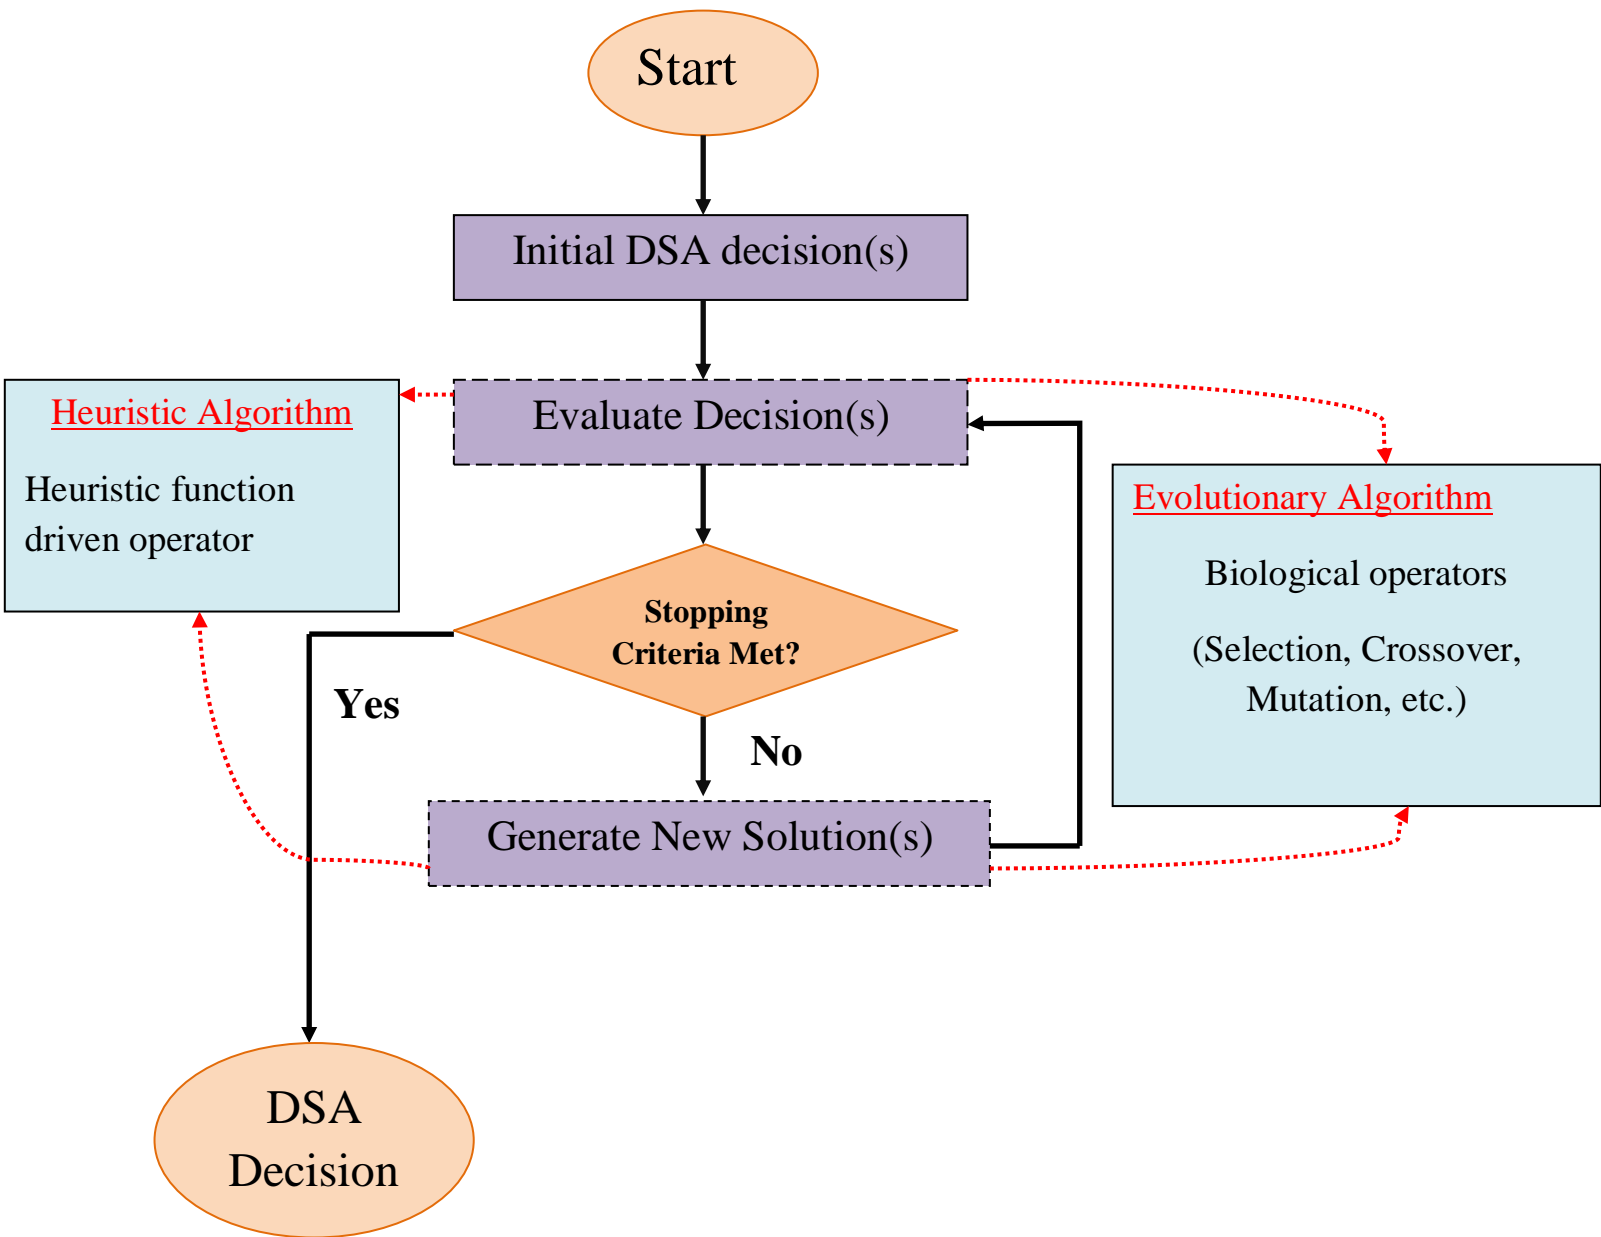 Start
Initial DSA decision(s)
Evaluate Decision(s)
Heuristic Algorithm
Heuristic function
driven operator
Evolutionary Algorithm
Biological operators
(Selection, Crossover,
Mutation, etc.)
Stopping
Criteria Met?
Yes
No
Generate New Solution(s)
DSA
Decision